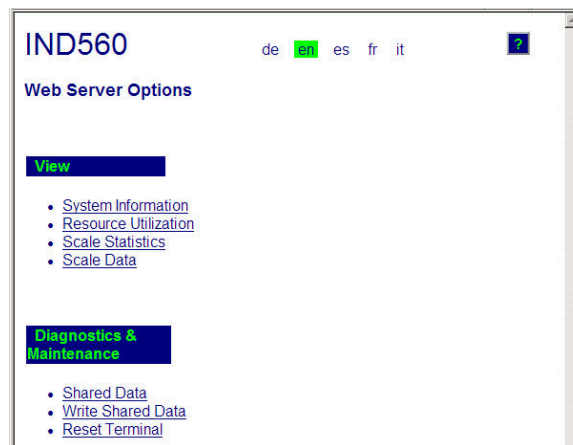 IND560
de en es fr it
?
Web Server Options
View
System Information
Resource Utilization
Scale Statistics
Scale Data
Diagnostics &
Maintenance
Shared Data
Write Shared Data
Reset Terminal